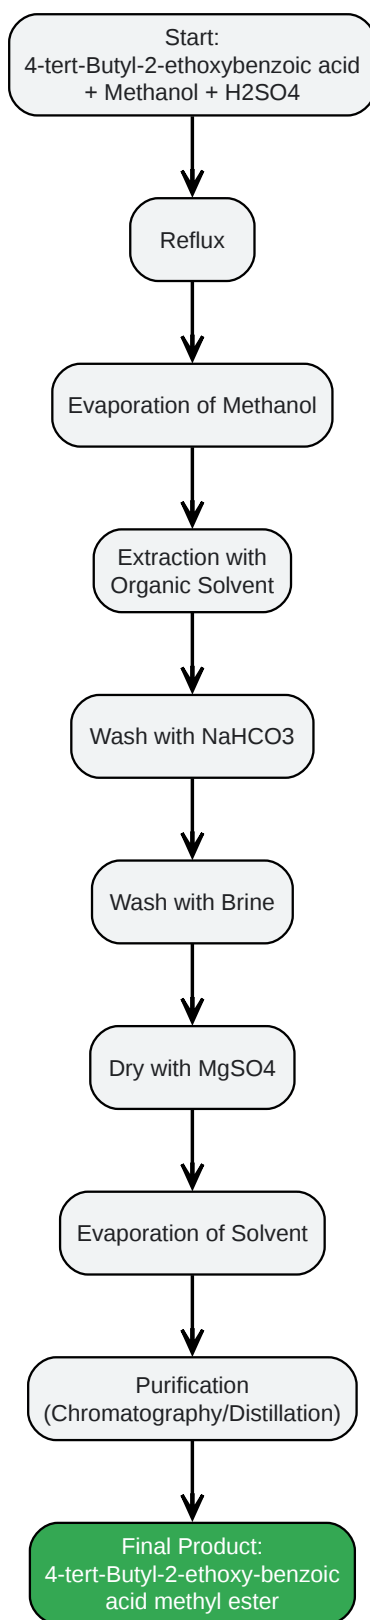 Start:
4-tert-Butyl-2-ethoxybenzoic acid
+ Methanol + H2SO4
Reflux
Evaporation of Methanol
Extraction with
Organic Solvent
Wash with NaHCO3
Wash with Brine
Dry with MgSO4
Evaporation of Solvent
Purification
(Chromatography/Distillation)
Final Product:
4-tert-Butyl-2-ethoxy-benzoic
acid methyl ester